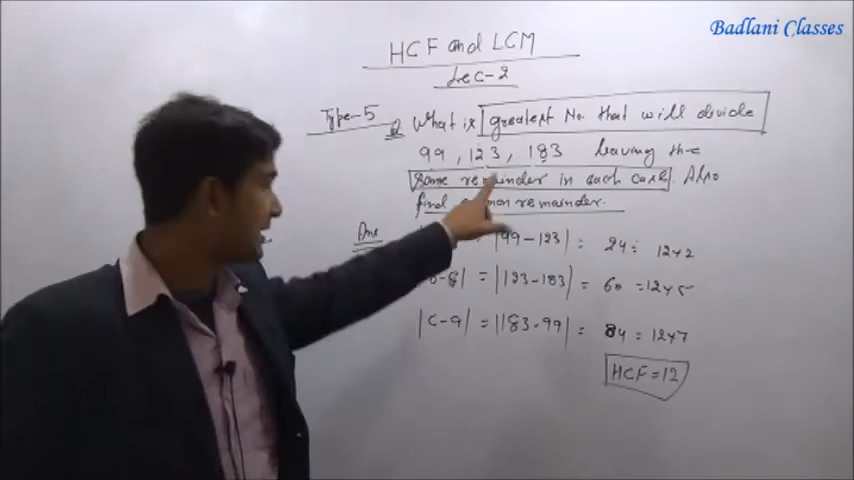 Badlani Classes
HCF and LCM
Lec-2
Type-5
Q What is greatest No. that will divide
99, 123, 183 leaving the
same remainder in each case. Also
find remainder.
Ans = |99-123| = 24 = 12×2
= |123-183| = 60 = 12×5
|c-a| = |183-99| = 84 = 12×7
HCF = 12